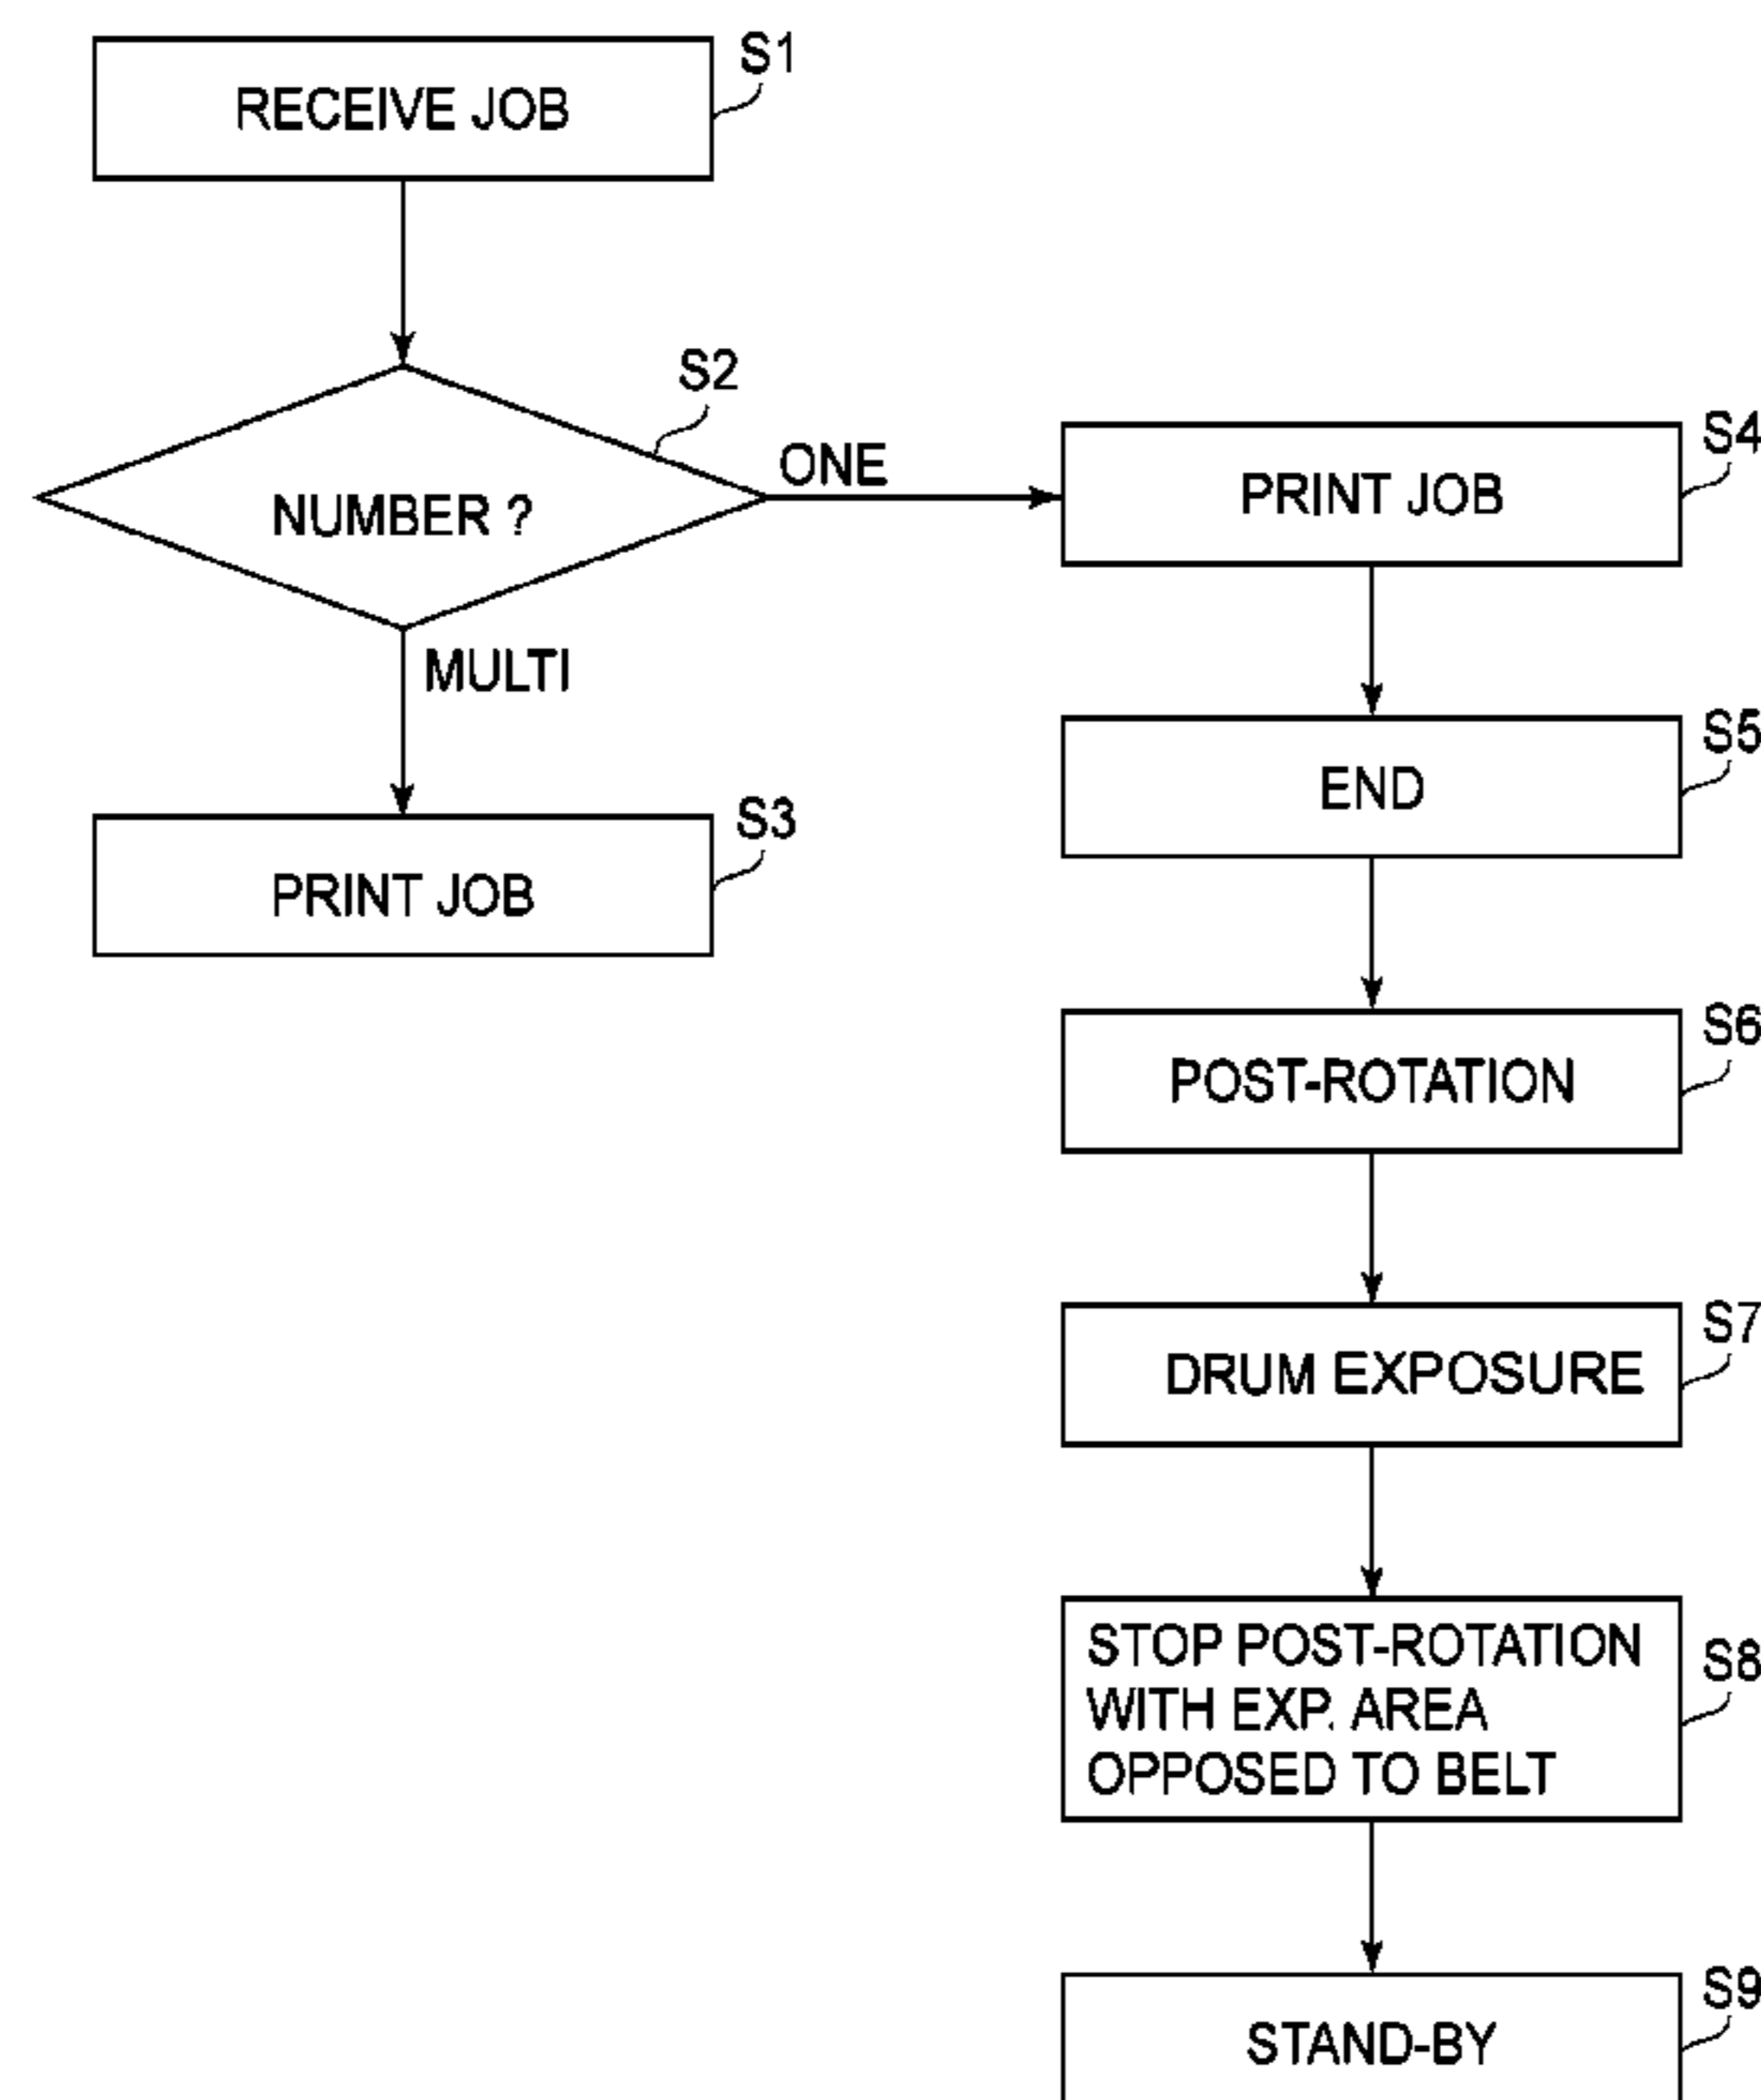 RECEIVE JOB
S1
NUMBER ?
S2
ONE
MULTI
PRINT JOB
S3
PRINT JOB
S4
END
S5
POST-ROTATION
S6
DRUM EXPOSURE
S7
STOP POST-ROTATION
WITH EXP. AREA
OPPOSED TO BELT
S8
STAND-BY
S9